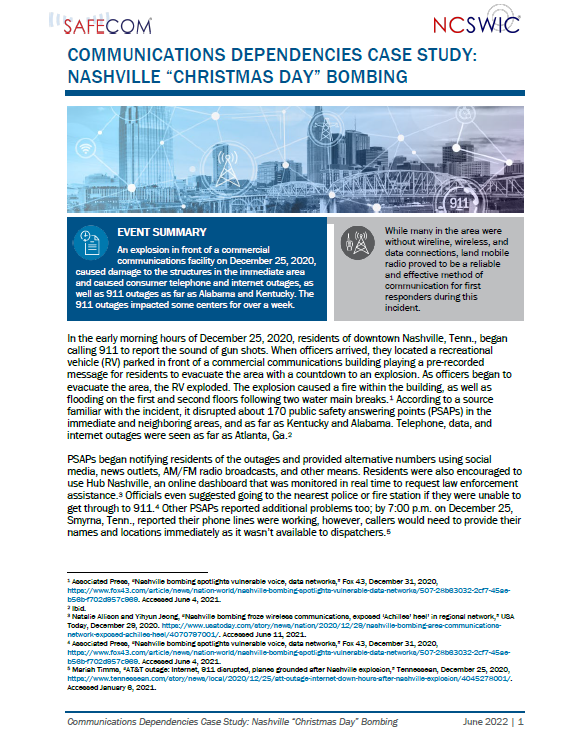 SAFECOM®
NCSWIC®
COMMUNICATIONS DEPENDENCIES CASE STUDY:
NASHVILLE “CHRISTMAS DAY” BOMBING
911
EVENT SUMMARY
An explosion in front of a commercial
communications facility on December 25, 2020,
caused damage to the structures in the immediate area
and caused consumer telephone and internet outages, as
well as 911 outages as far as Alabama and Kentucky. The
911 outages impacted some centers for over a week.
While many in the area were
without wireline, wireless, and
data connections, land mobile
radio proved to be a reliable
and effective method of
communication for first
responders during this
incident.
In the early morning hours of December 25, 2020, residents of downtown Nashville, Tenn., began
calling 911 to report the sound of gun shots. When officers arrived, they located a recreational
vehicle (RV) parked in front of a commercial communications building playing a pre-recorded
message for residents to evacuate the area with a countdown to an explosion. As officers began to
evacuate the area, the RV exploded. The explosion caused a fire within the building, as well as
flooding on the first and second floors following two water main breaks.¹ According to a source
familiar with the incident, it disrupted about 170 public safety answering points (PSAPs) in the
immediate and neighboring areas, and as far as Kentucky and Alabama. Telephone, data, and
internet outages were seen as far as Atlanta, Ga.²
PSAPs began notifying residents of the outages and provided alternative numbers using social
media, news outlets, AM/FM radio broadcasts, and other means. Residents were also encouraged to
use Hub Nashville, an online dashboard that was monitored in real time to request law enforcement
assistance.³ Officials even suggested going to the nearest police or fire station if they were unable to
get through to 911.⁴ Other PSAPs reported additional problems too; by 7:00 p.m. on December 25,
Smyrna, Tenn., reported their phone lines were working, however, callers would need to provide their
names and locations immediately as it wasn’t available to dispatchers.⁵
¹ Associated Press, “Nashville bombing spotlights vulnerable voice, data networks,” Fox 43, December 31, 2020,
https://www.fox43.com/article/news/nation-world/nashville-bombing-spotlights-vulnerable-data-networks/507-28b63032-2cf7-45ae-
b56b-f702d957c969. Accessed June 4, 2021.
² Ibid.
³ Natalie Allison and Yihyun Jeong, “Nashville bombing froze wireless communications, exposed ‘Achilles’ heel’ in regional network,” USA
Today, December 29, 2020. https://www.usatoday.com/story/news/nation/2020/12/29/nashville-bombing-area-communications-
network-exposed-achilles-heel/4070797001/. Accessed June 11, 2021.
⁴ Associated Press, “Nashville bombing spotlights vulnerable voice, data networks,” Fox 43, December 31, 2020,
https://www.fox43.com/article/news/nation-world/nashville-bombing-spotlights-vulnerable-data-networks/507-28b63032-2cf7-45ae-
b56b-f702d957c969. Accessed June 4, 2021.
⁵ Mariah Timms, “AT&T outage: Internet, 911 disrupted, planes grounded after Nashville explosion,” Tennessean, December 25, 2020,
https://www.tennessean.com/story/news/local/2020/12/25/att-outage-internet-down-hours-after-nashville-explosion/4045278001/.
Accessed January 6, 2021.
Communications Dependencies Case Study: Nashville “Christmas Day” Bombing June 2022 | 1